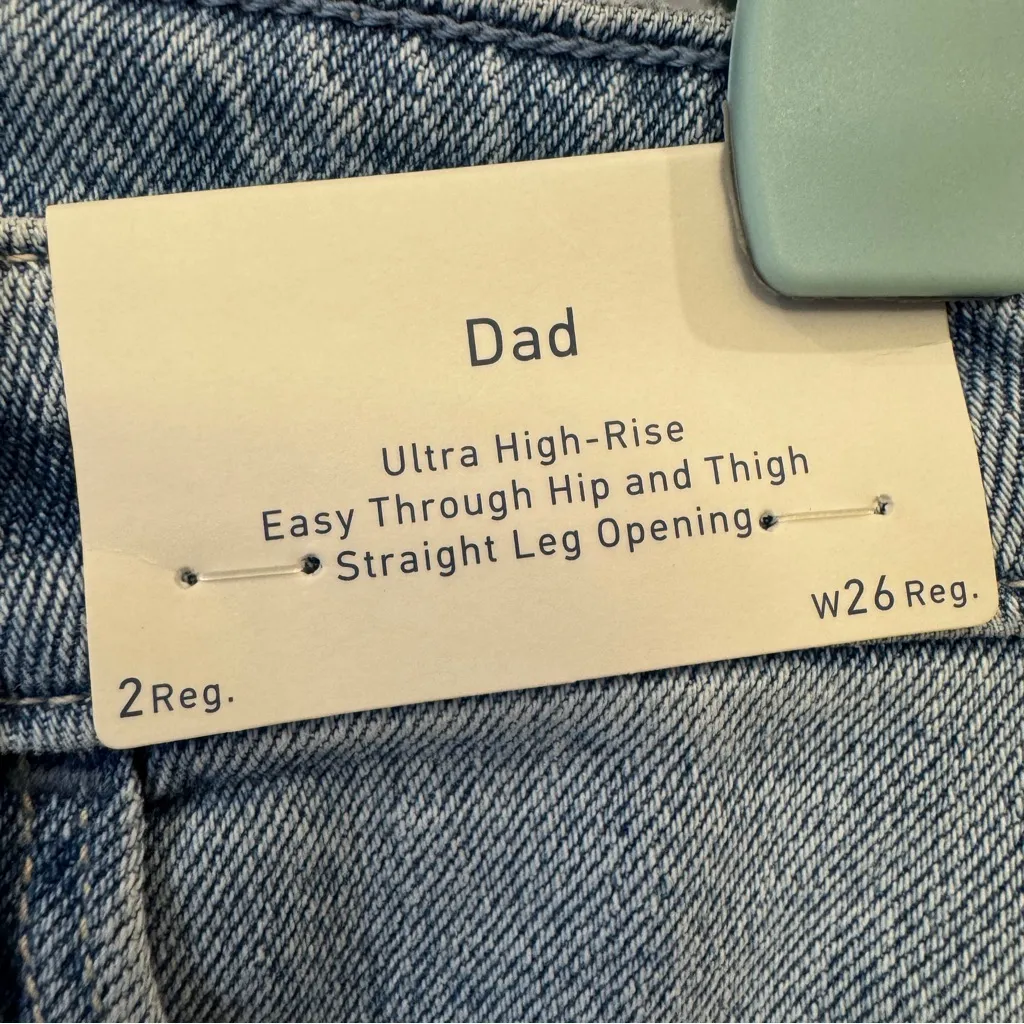 Dad
Ultra High-Rise
Easy Through Hip and Thigh
Straight Leg Opening
W26 Reg.
2 Reg.